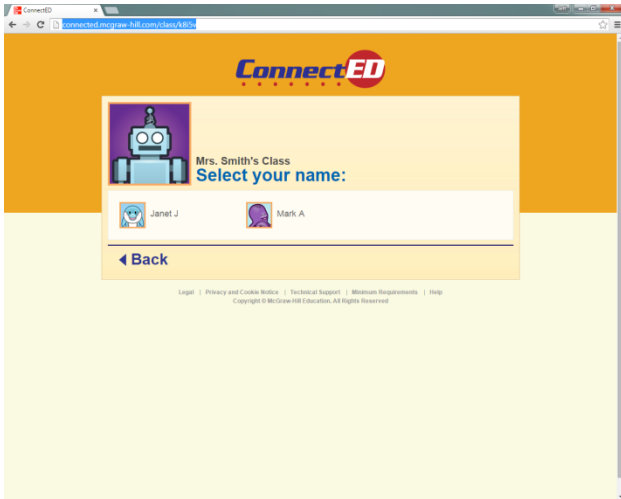 ConnectED
connected.mcgraw-hill.com/class/k8i5w
ConnectED
Mrs. Smith's Class
Select your name:
Janet J
Mark A
Back
Legal | Privacy and Cookie Notice | Technical Support | Minimum Requirements | Help
Copyright © McGraw-Hill Education. All Rights Reserved